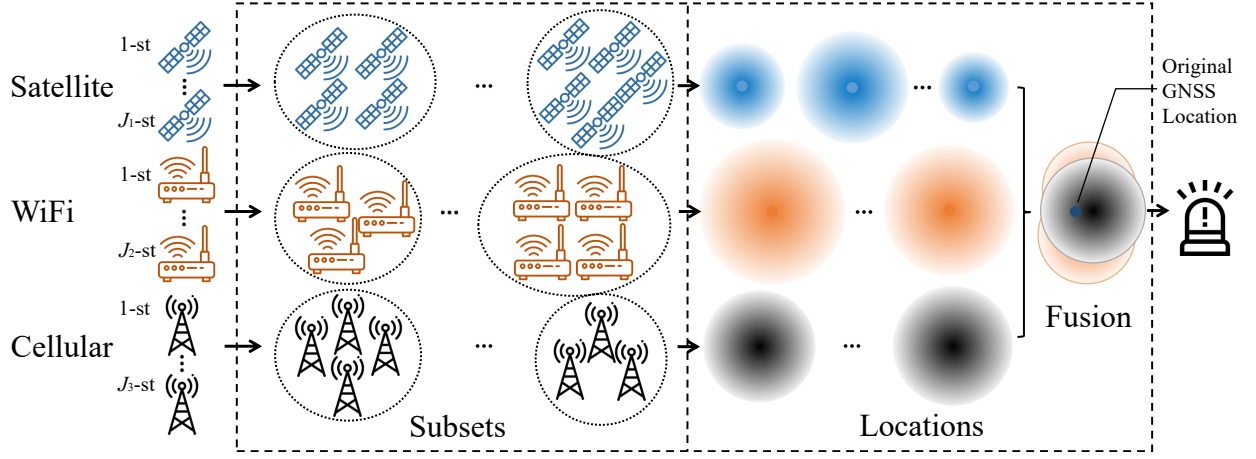 Satellite
1-st
J₁-st
...
...
Original
GNSS
Location
WiFi
1-st
J₂-st
...
...
Cellular
1-st
J₃-st
...
...
Fusion
Subsets
Locations